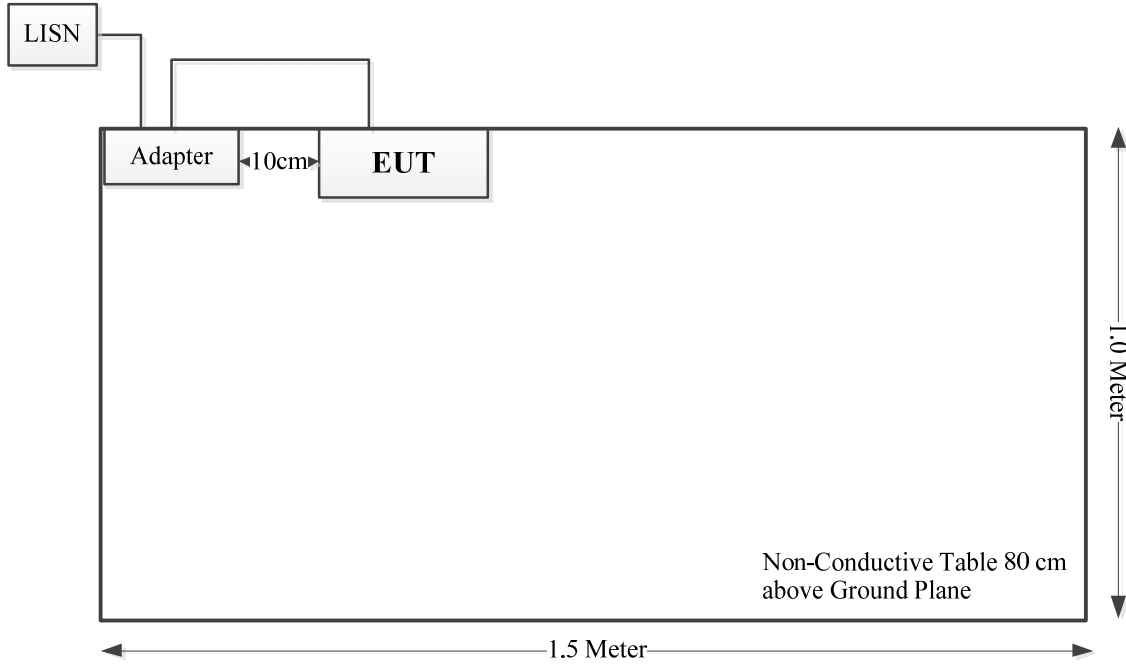 LISN
Adapter
10cm
EUT
1.0 Meter
Non-Conductive Table 80 cm
above Ground Plane
1.5 Meter